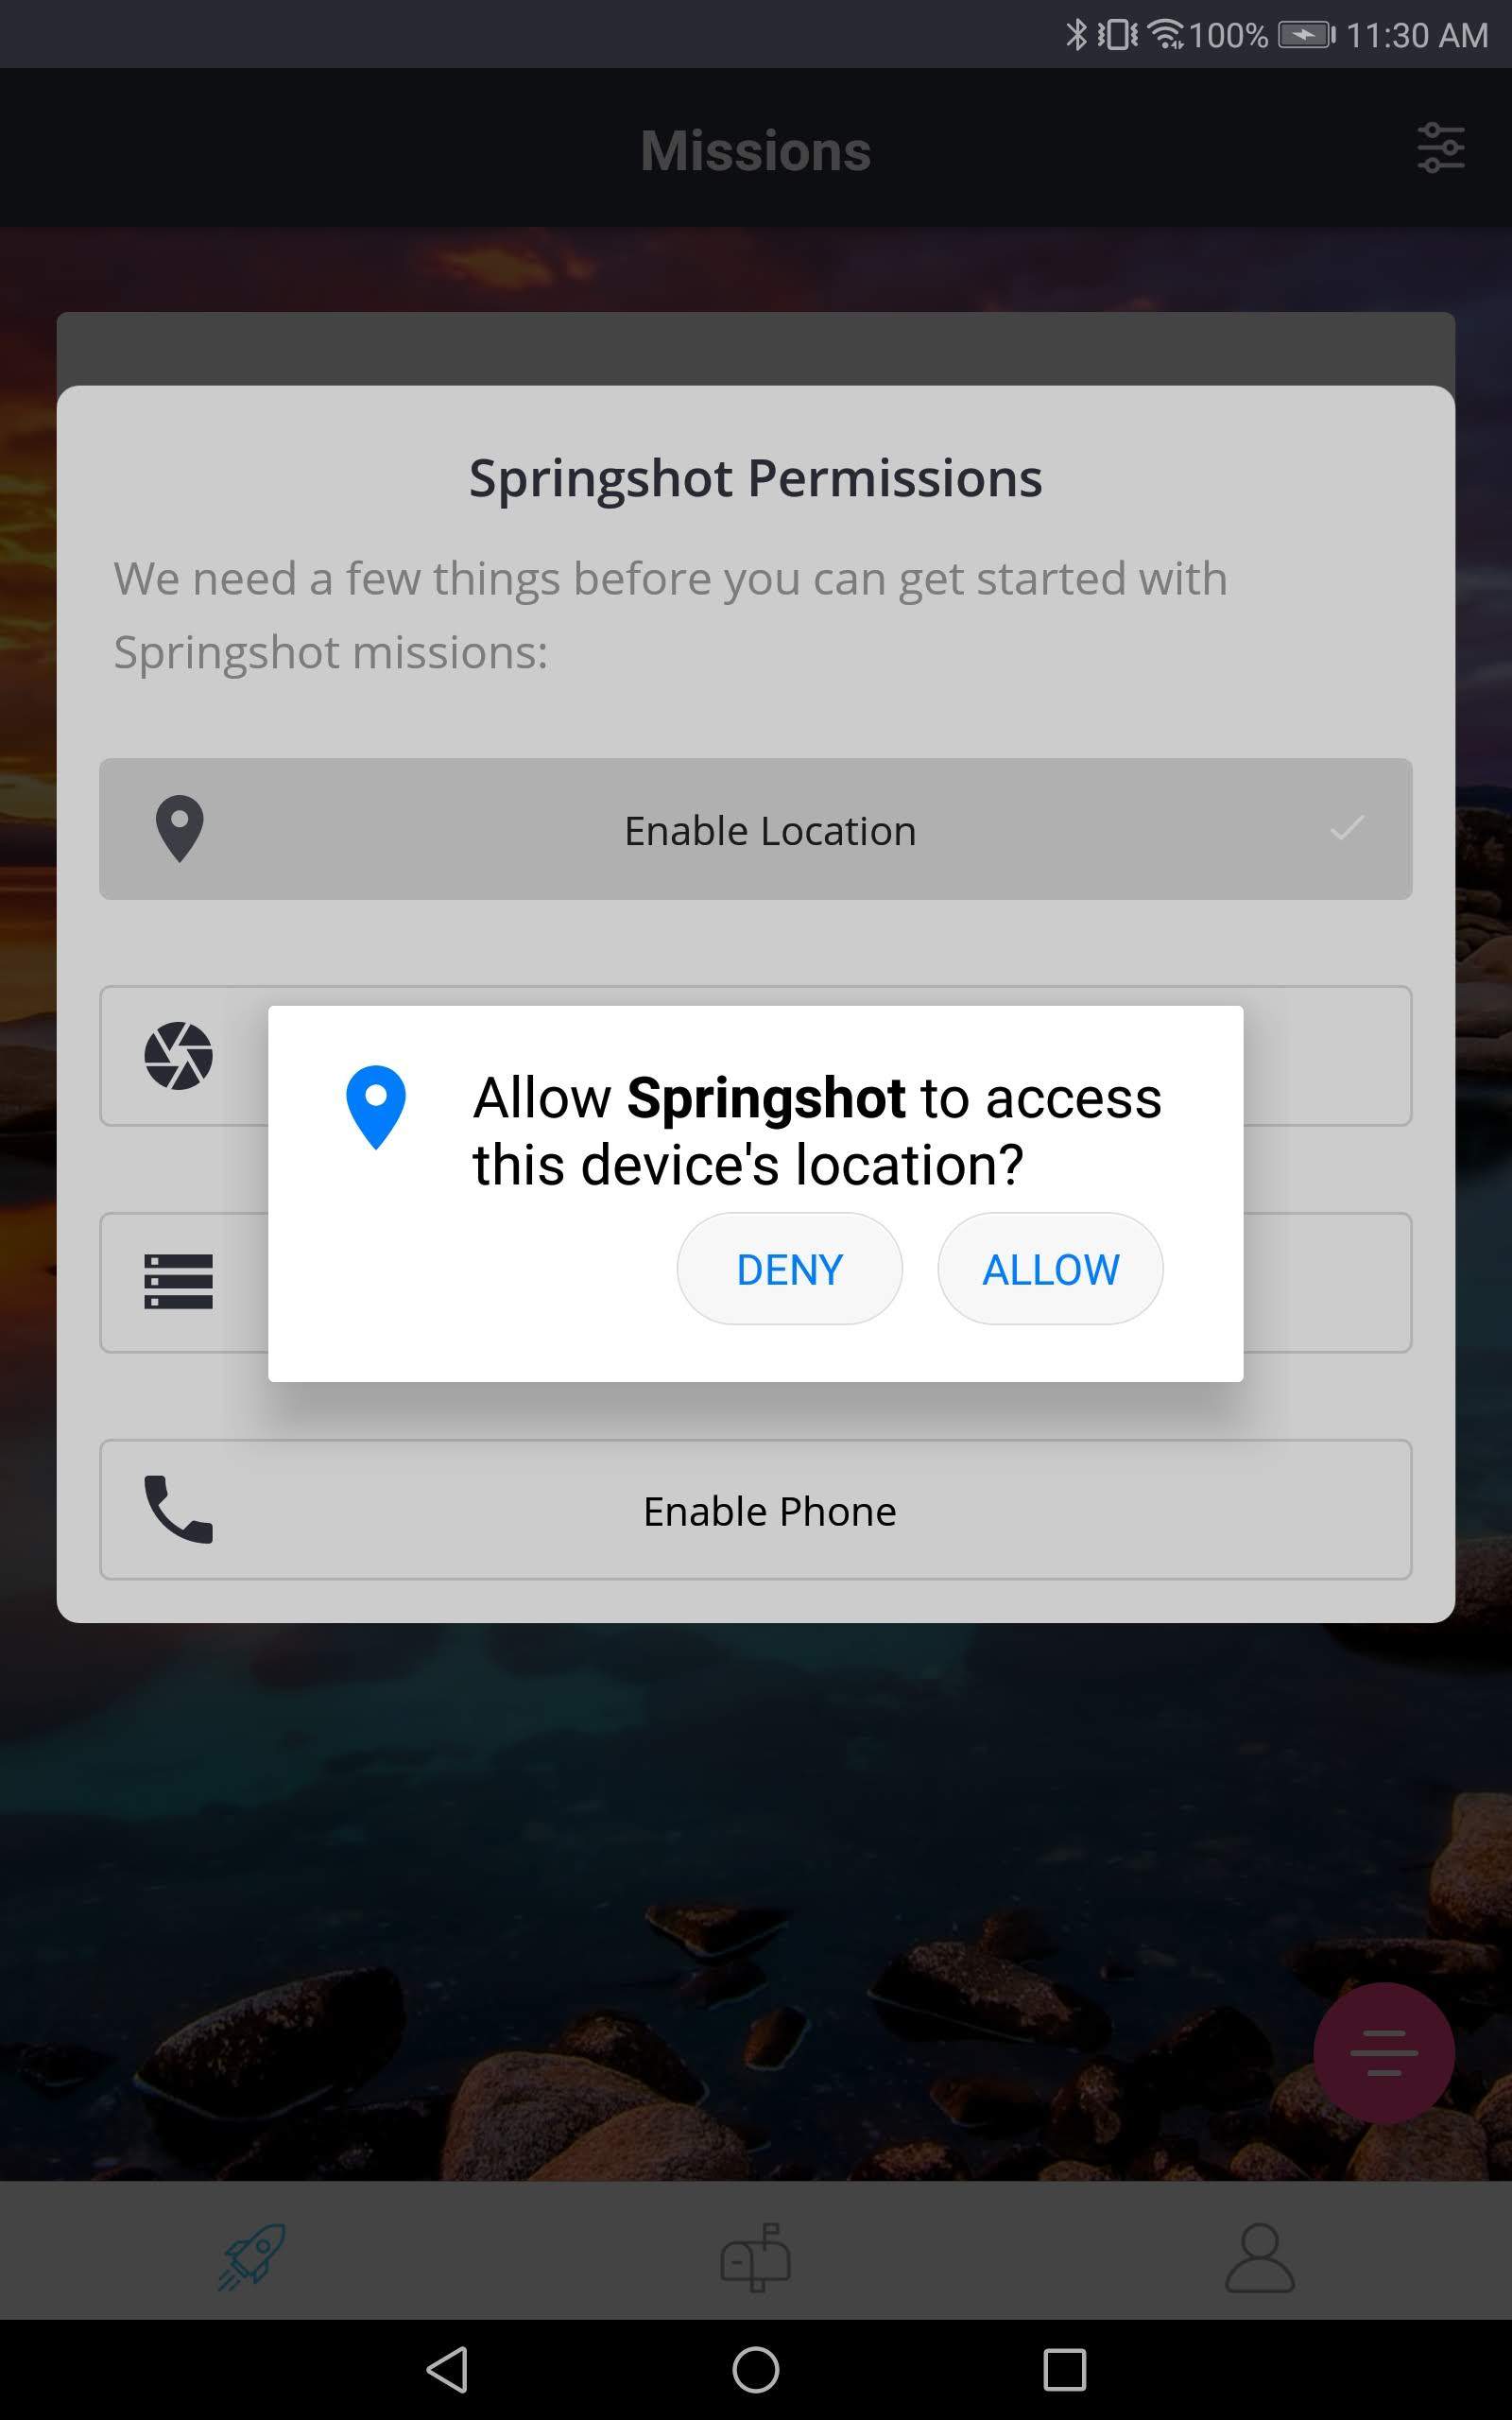 100% 11:30 AM
Missions
Springshot Permissions
We need a few things before you can get started with
Springshot missions:
Enable Location
Allow Springshot to access
this device's location?
DENY ALLOW
Enable Phone